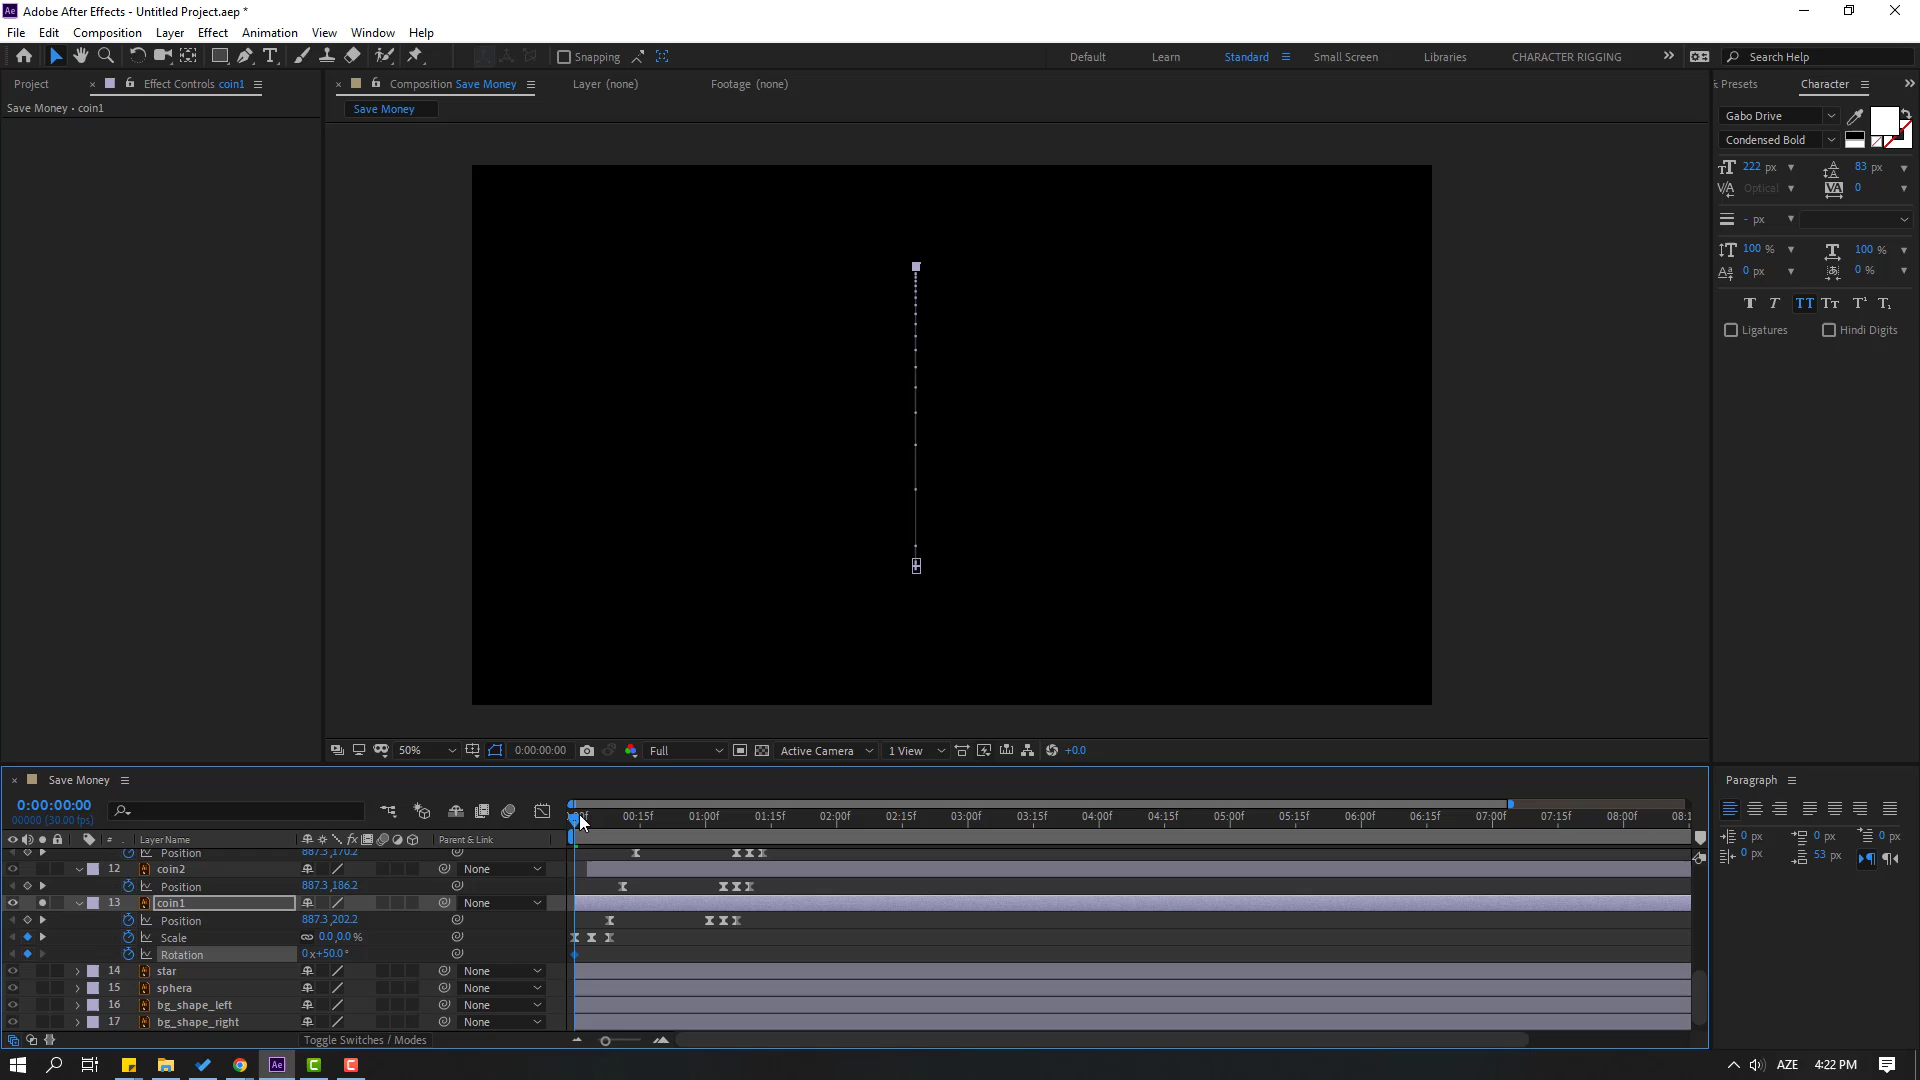 Adobe After Effects - Untitled Project.aep *
File Edit Composition Layer Effect Animation View Window Help
Snapping
Default Learn Standard Small Screen Libraries CHARACTER RIGGING
Search Help
Project
Effect Controls coin1
Composition Save Money
Layer (none)
Footage (none)
Presets
Character
Save Money • coin1
Save Money
Gabo Drive
Condensed Bold
222 px
83 px
Optical
0
- px
100 %
100 %
0 px
0 %
Ligatures
Hindi Digits
50%
0:00:00:00
Full
Active Camera
1 View
+0.0
Save Money
0:00:00:00
00000 (30.00 fps)
00:15f 01:00f 01:15f 02:00f 02:15f 03:00f 03:15f 04:00f 04:15f 05:00f 05:15f 06:00f 06:15f 07:00f 07:15f 08:00f 08:1
# Layer Name
Parent & Link
Position 887.3,170.2
12 coin2 None
Position 887.3,186.2
13 coin1 None
Position 887.3,202.2
Scale 0.0,0.0 %
Rotation 0x+50.0°
14 star None
15 sphera None
16 bg_shape_left None
17 bg_shape_right None
Toggle Switches / Modes
Paragraph
0 px 0 px 0 px
0 px 53 px
AZE 4:22 PM